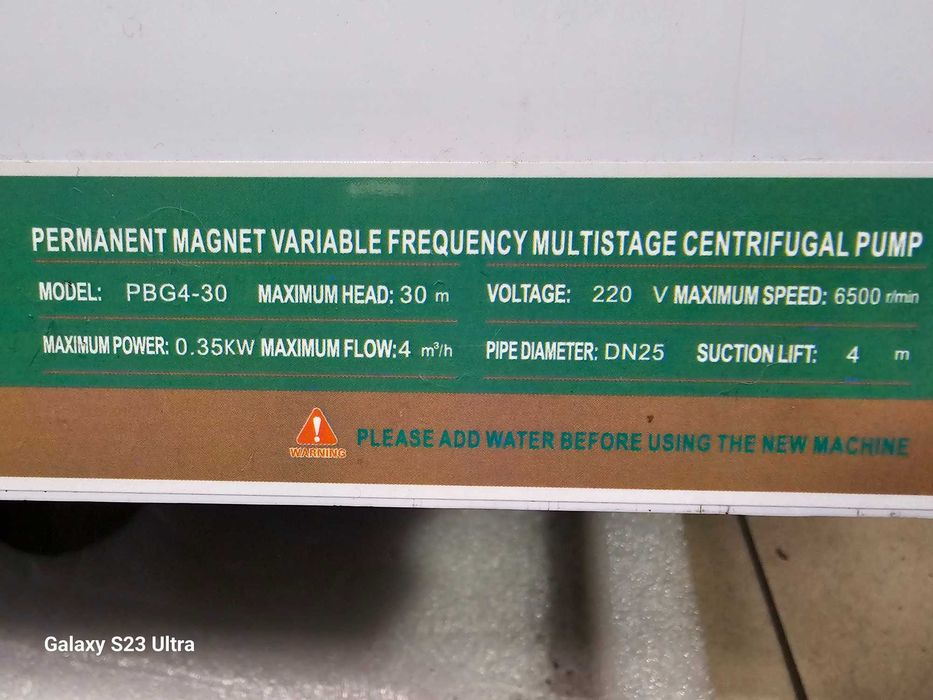 PERMANENT MAGNET VARIABLE FREQUENCY MULTISTAGE CENTRIFUGAL PUMP
MODEL: PBG4-30 MAXIMUM HEAD: 30 m VOLTAGE: 220 V MAXIMUM SPEED: 6500 r/min
MAXIMUM POWER: 0.35KW MAXIMUM FLOW: 4 m³/h PIPE DIAMETER: DN25 SUCTION LIFT: 4 m
WARNING PLEASE ADD WATER BEFORE USING THE NEW MACHINE
Galaxy S23 Ultra